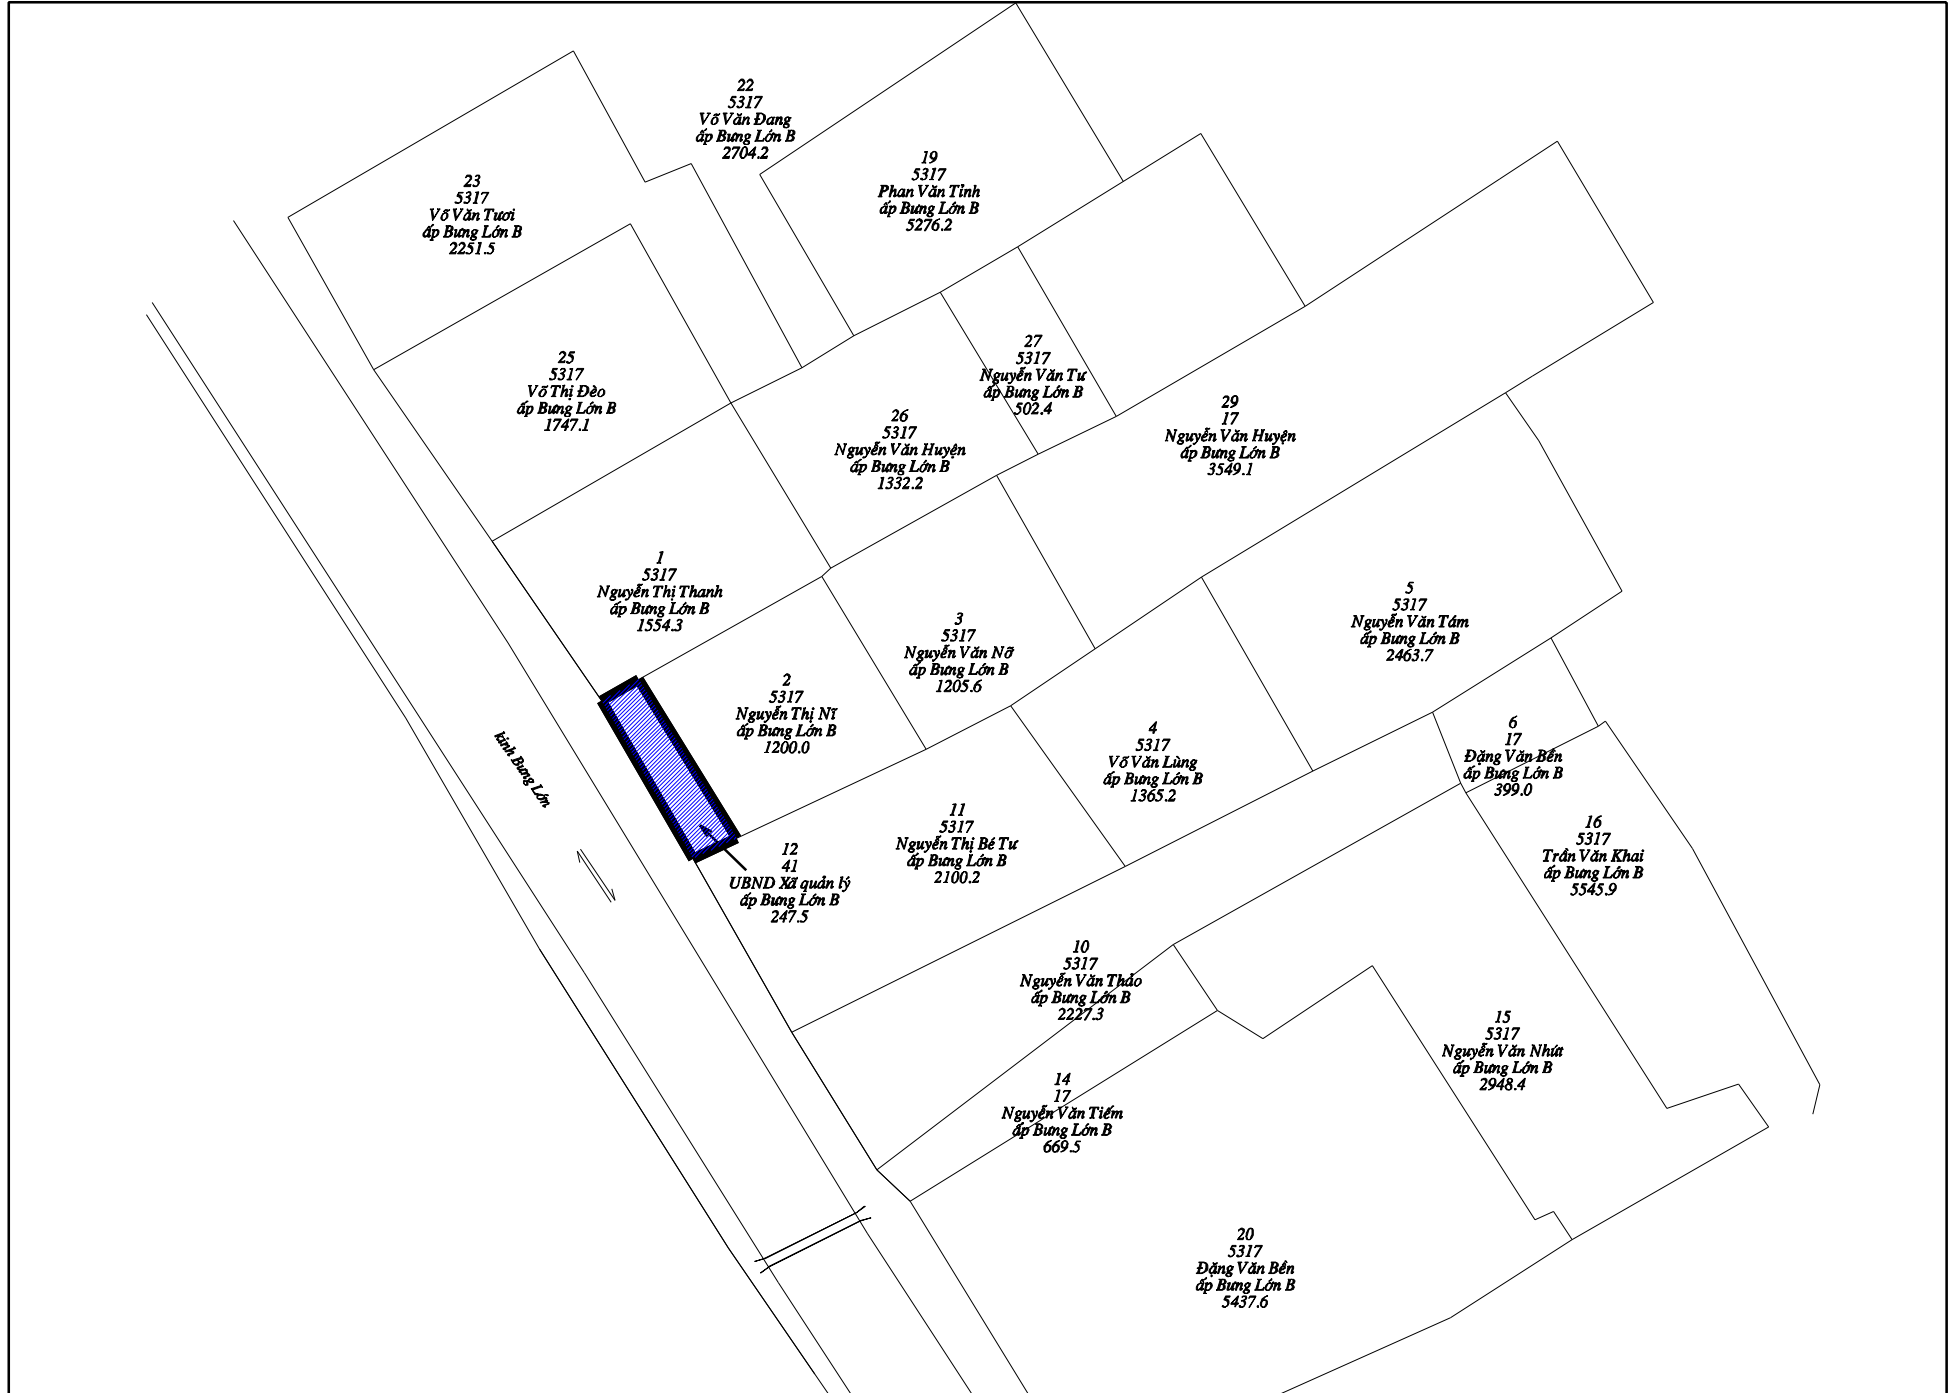 22
5317
Võ Văn Đang
ấp Bưng Lớn B
2704.2
19
5317
Phan Văn Tỉnh
ấp Bưng Lớn B
5276.2
23
5317
Võ Văn Tươi
ấp Bưng Lớn B
2251.5
27
5317
Nguyễn Văn Tư
ấp Bưng Lớn B
502.4
25
5317
Võ Thị Đèo
ấp Bưng Lớn B
1747.1
26
5317
Nguyễn Văn Huyện
ấp Bưng Lớn B
1332.2
29
17
Nguyễn Văn Huyện
ấp Bưng Lớn B
3549.1
1
5317
Nguyễn Thị Thanh
ấp Bưng Lớn B
1554.3
3
5317
Nguyễn Văn Nỡ
ấp Bưng Lớn B
1205.6
5
5317
Nguyễn Văn Tám
ấp Bưng Lớn B
2463.7
2
5317
Nguyễn Thị Nĩ
ấp Bưng Lớn B
1200.0
4
5317
Võ Văn Lùng
ấp Bưng Lớn B
1365.2
6
17
Đặng Văn Bền
ấp Bưng Lớn B
399.0
kinh Bưng Lớn
11
5317
Nguyễn Thị Bé Tư
ấp Bưng Lớn B
2100.2
12
41
UBND Xã quản lý
ấp Bưng Lớn B
247.5
16
5317
Trần Văn Khai
ấp Bưng Lớn B
5545.9
10
5317
Nguyễn Văn Thảo
ấp Bưng Lớn B
2227.3
15
5317
Nguyễn Văn Nhứt
ấp Bưng Lớn B
2948.4
14
17
Nguyễn Văn Tiếm
ấp Bưng Lớn B
669.5
20
5317
Đặng Văn Bền
ấp Bưng Lớn B
5437.6